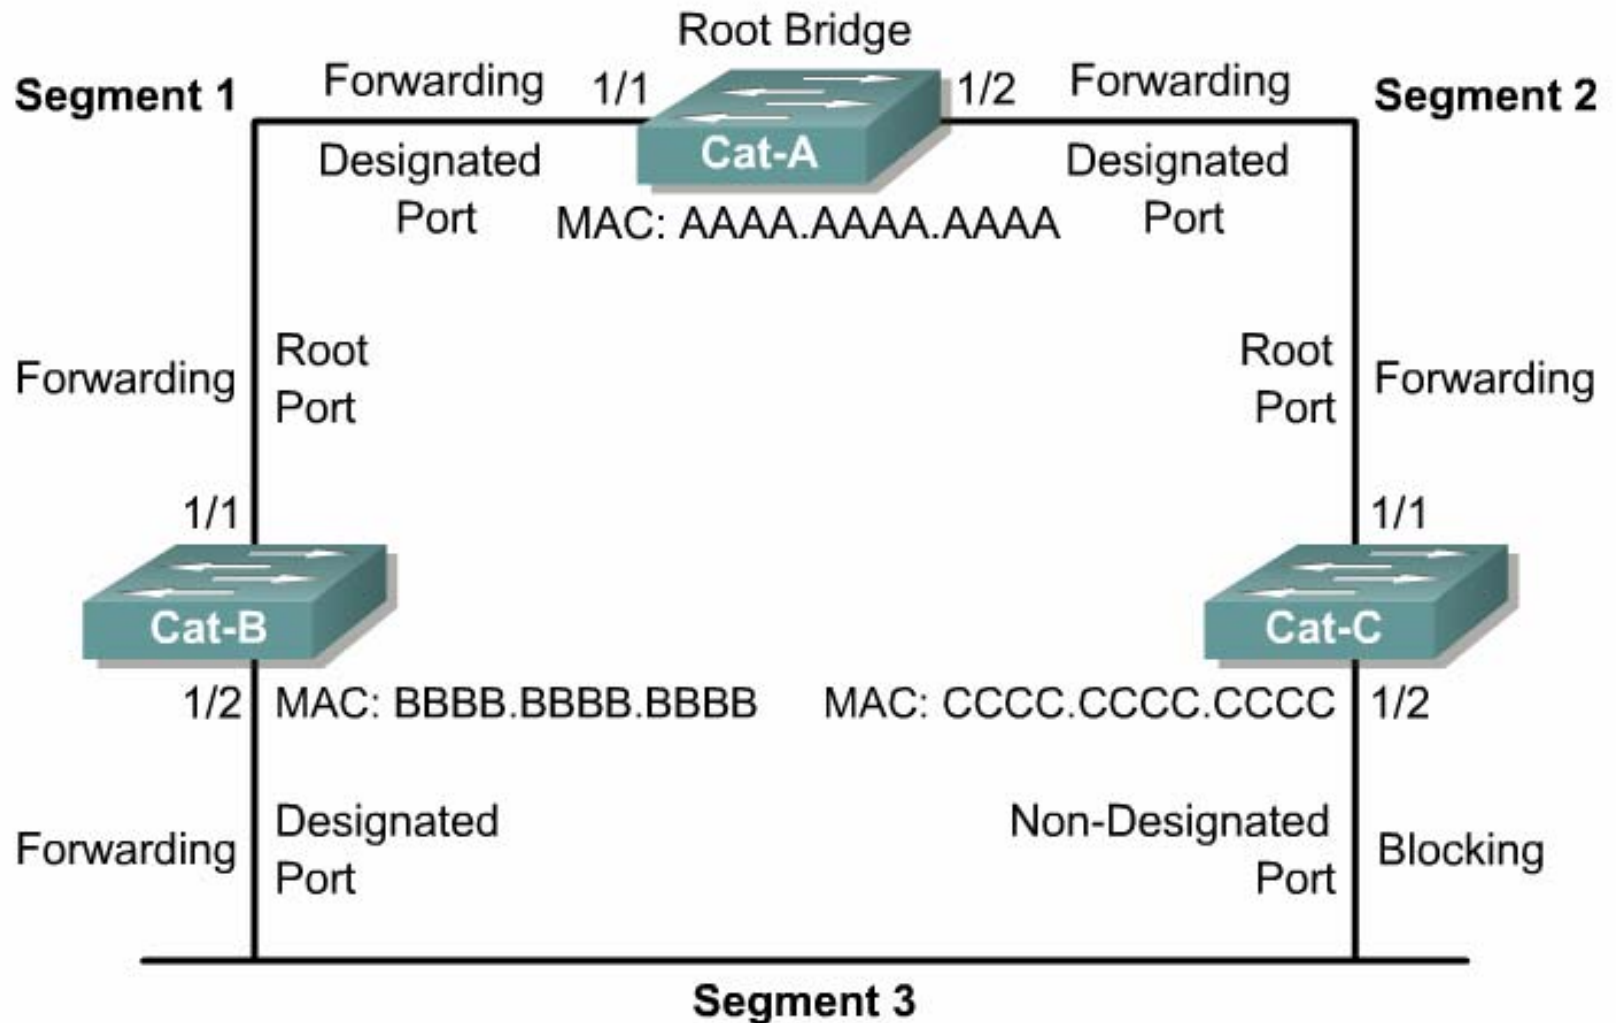 Root Bridge
Segment 1
Forwarding
1/1
1/2
Forwarding
Segment 2
Cat-A
Designated
Port
Designated
Port
MAC: AAAA.AAAA.AAAA
Forwarding
Root
Port
Root
Port
Forwarding
1/1
1/1
Cat-B
Cat-C
1/2
MAC: BBBB.BBBB.BBBB
MAC: CCCC.CCCC.CCCC
1/2
Forwarding
Designated
Port
Non-Designated
Port
Blocking
Segment 3